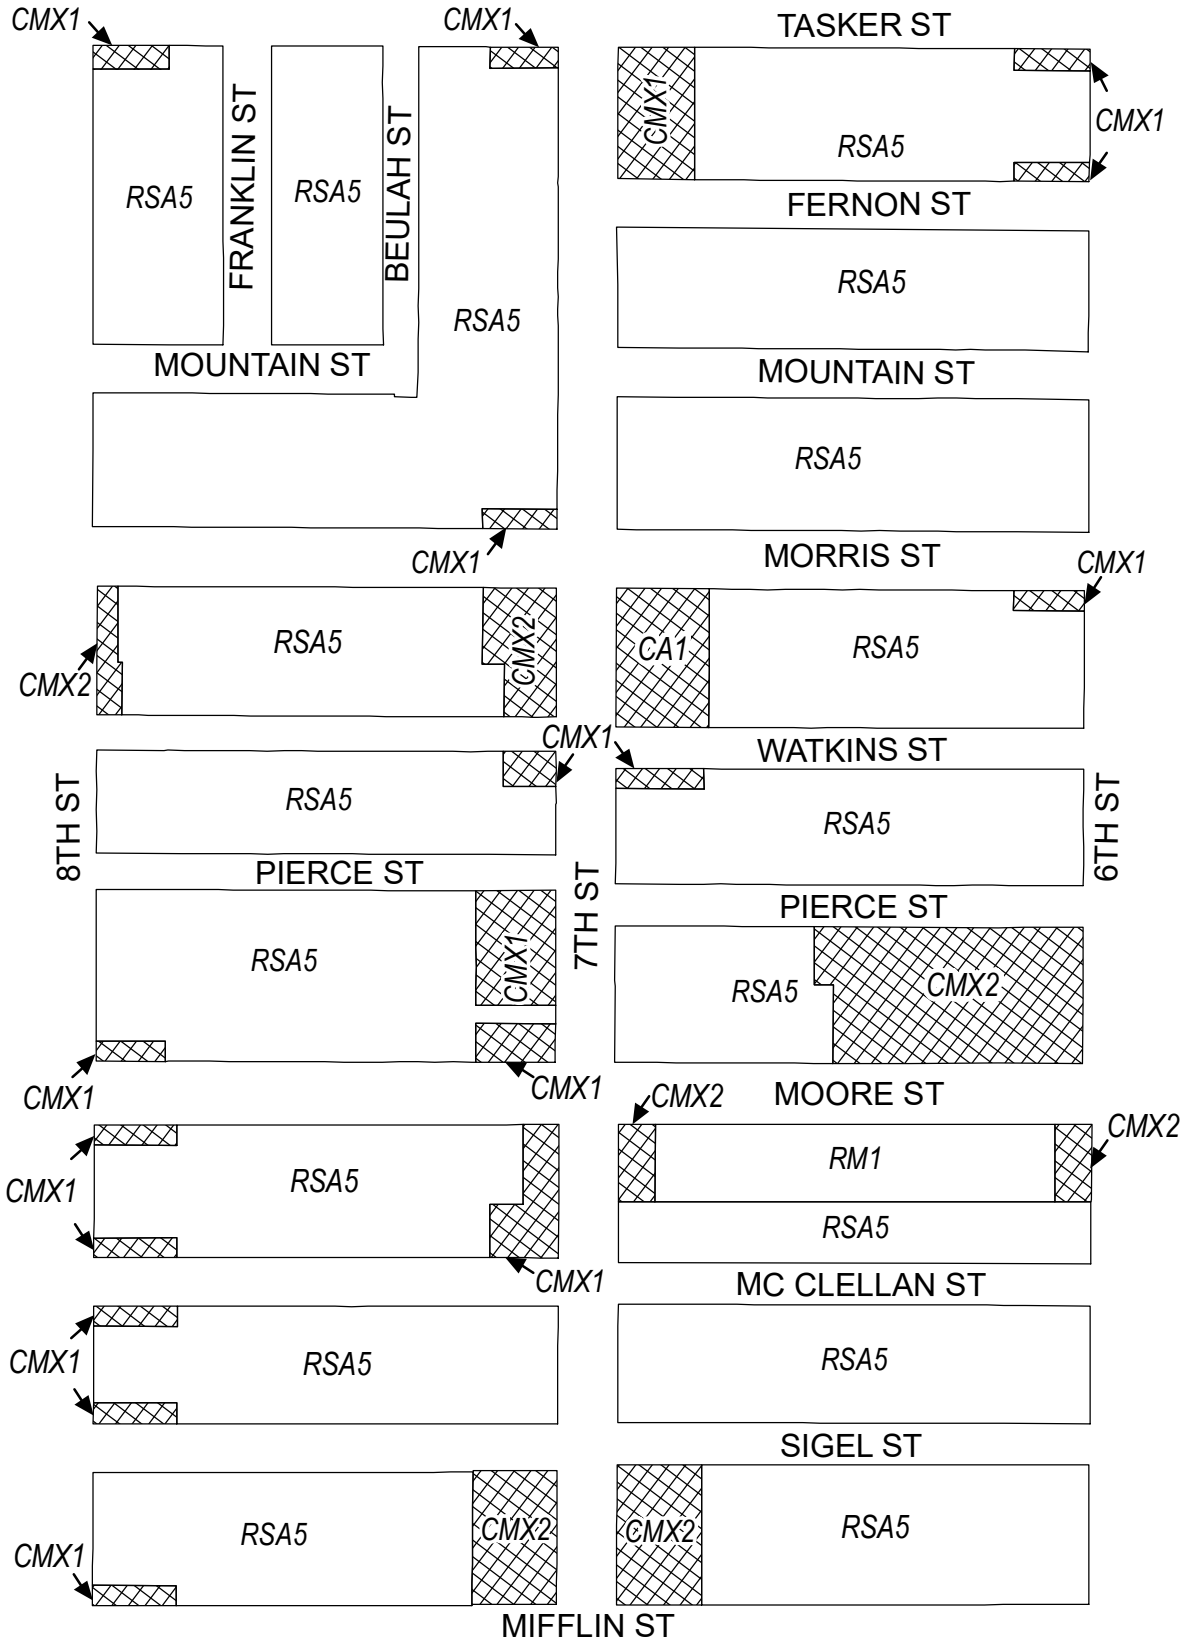 CMX1
CMX1
TASKER ST
CMX1
CMX1
RSA5
FRANKLIN ST
RSA5
BEULAH ST
RSA5
RSA5
FERNON ST
RSA5
MOUNTAIN ST
MOUNTAIN ST
RSA5
CMX1
MORRIS ST
CMX1
CMX2
RSA5
CMX2
CA1
RSA5
CMX1
WATKINS ST
8TH ST
RSA5
RSA5
6TH ST
PIERCE ST
7TH ST
PIERCE ST
RSA5
CMX1
RSA5
CMX2
CMX1
CMX1
CMX2
MOORE ST
CMX2
CMX1
RSA5
RM1
RSA5
CMX1
MC CLELLAN ST
CMX1
RSA5
RSA5
SIGEL ST
CMX1
RSA5
CMX2
CMX2
RSA5
MIFFLIN ST